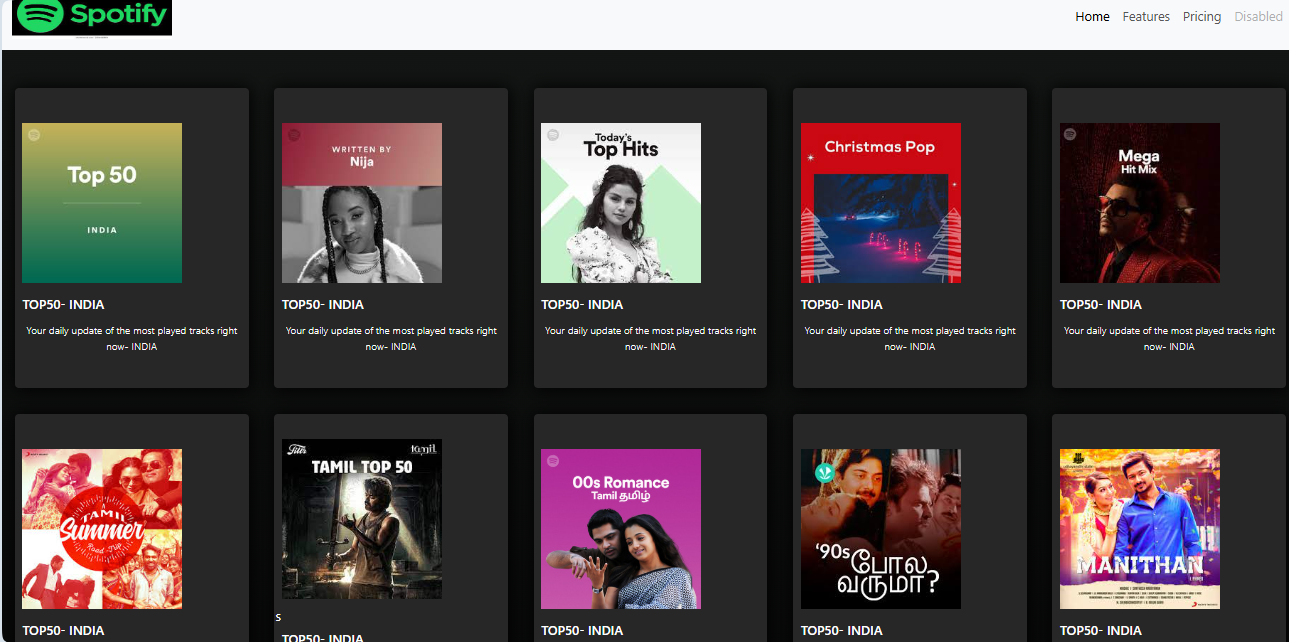 Spotify
Home Features Pricing Disabled
Top 50
INDIA
TOP50- INDIA
Your daily update of the most played tracks right
now- INDIA
WRITTEN BY
Nija
TOP50- INDIA
Your daily update of the most played tracks right
now- INDIA
Today's
Top Hits
TOP50- INDIA
Your daily update of the most played tracks right
now- INDIA
Christmas Pop
TOP50- INDIA
Your daily update of the most played tracks right
now- INDIA
Mega
Hit Mix
TOP50- INDIA
Your daily update of the most played tracks right
now- INDIA
TAMIL
Summer
Road Trip
TOP50- INDIA
Filtr
தமிழ்
TAMIL TOP 50
S
TOP50- INDIA
00s Romance
Tamil தமிழ்
TOP50- INDIA
‘90s போல
வருமா?
TOP50- INDIA
MANITHAN
TOP50- INDIA